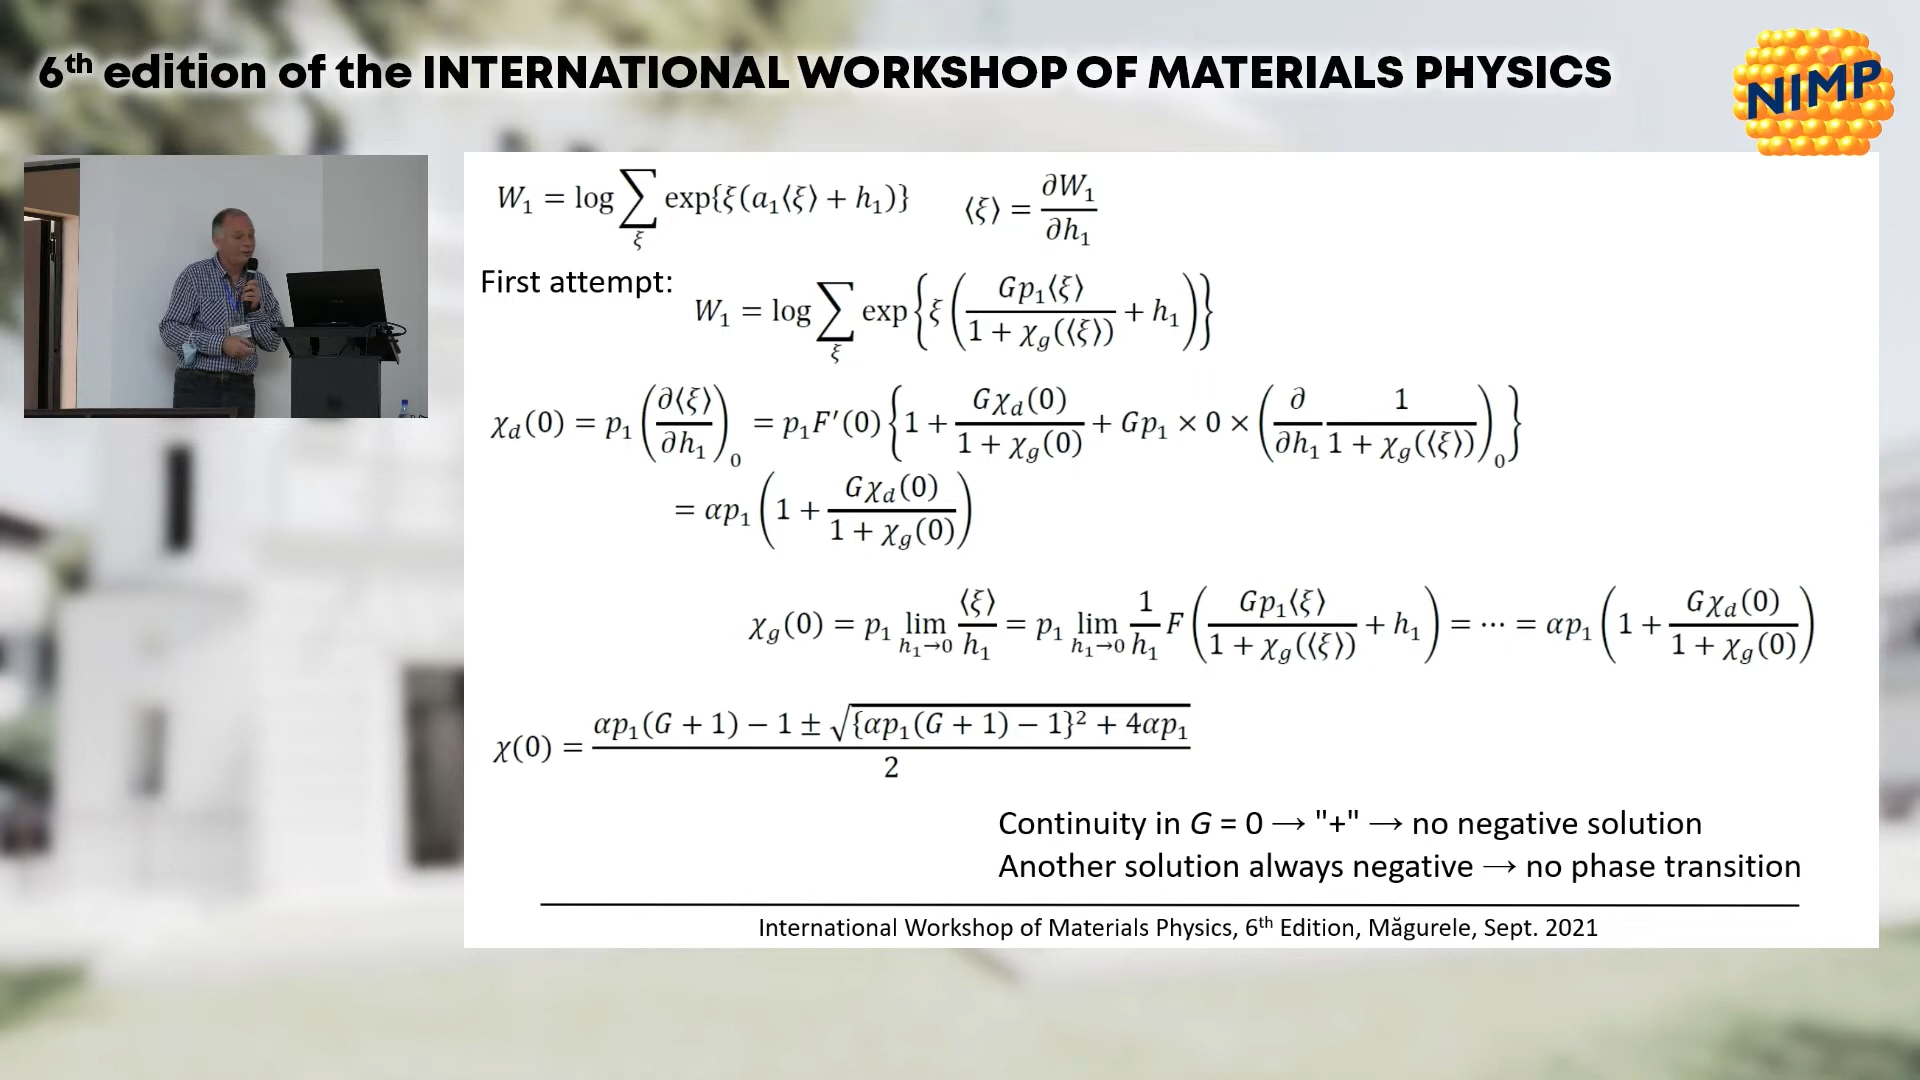 6th edition of the INTERNATIONAL WORKSHOP OF MATERIALS PHYSICS
NIMP
W₁ = log ∑_ξ exp{ξ(a₁⟨ξ⟩ + h₁)}    ⟨ξ⟩ = ∂W₁/∂h₁
First attempt: W₁ = log ∑_ξ exp{ξ(Gp₁⟨ξ⟩/(1 + χ_g(⟨ξ⟩)) + h₁)}
χ_d(0) = p₁(∂⟨ξ⟩/∂h₁)₀ = p₁F′(0){1 + Gχ_d(0)/(1 + χ_g(0)) + Gp₁ × 0 × (∂/∂h₁ 1/(1 + χ_g(⟨ξ⟩)))₀}
= αp₁(1 + Gχ_d(0)/(1 + χ_g(0)))
χ_g(0) = p₁ lim_{h₁→0} ⟨ξ⟩/h₁ = p₁ lim_{h₁→0} 1/h₁ F(Gp₁⟨ξ⟩/(1 + χ_g(⟨ξ⟩)) + h₁) = ⋯ = αp₁(1 + Gχ_d(0)/(1 + χ_g(0)))
χ(0) = (αp₁(G + 1) − 1 ± √({αp₁(G + 1) − 1}² + 4αp₁))/2
Continuity in G = 0 → "+" → no negative solution
Another solution always negative → no phase transition
International Workshop of Materials Physics, 6th Edition, Măgurele, Sept. 2021